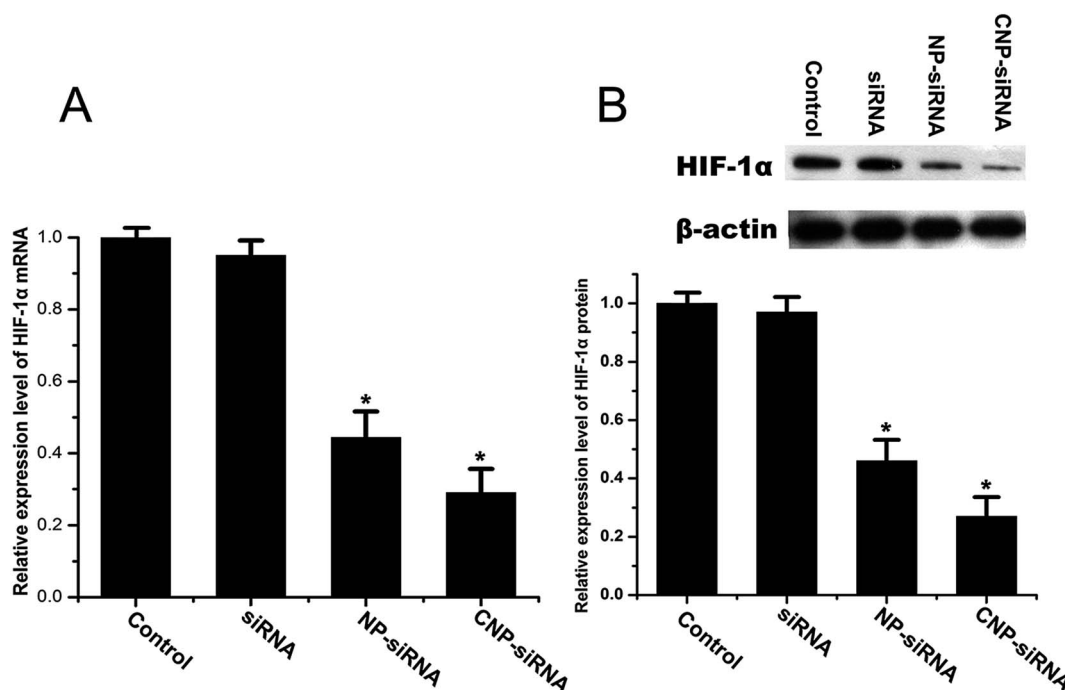 A
Relative expression level of HIF-1α mRNA
1.0
0.8
0.6
0.4
0.2
0.0
*
*
Control
siRNA
NP-siRNA
CNP-siRNA
B
Control
siRNA
NP-siRNA
CNP-siRNA
HIF-1α
β-actin
Relative expression level of HIF-1α protein
1.0
0.8
0.6
0.4
0.2
0.0
*
*
Control
siRNA
NP-siRNA
CNP-siRNA